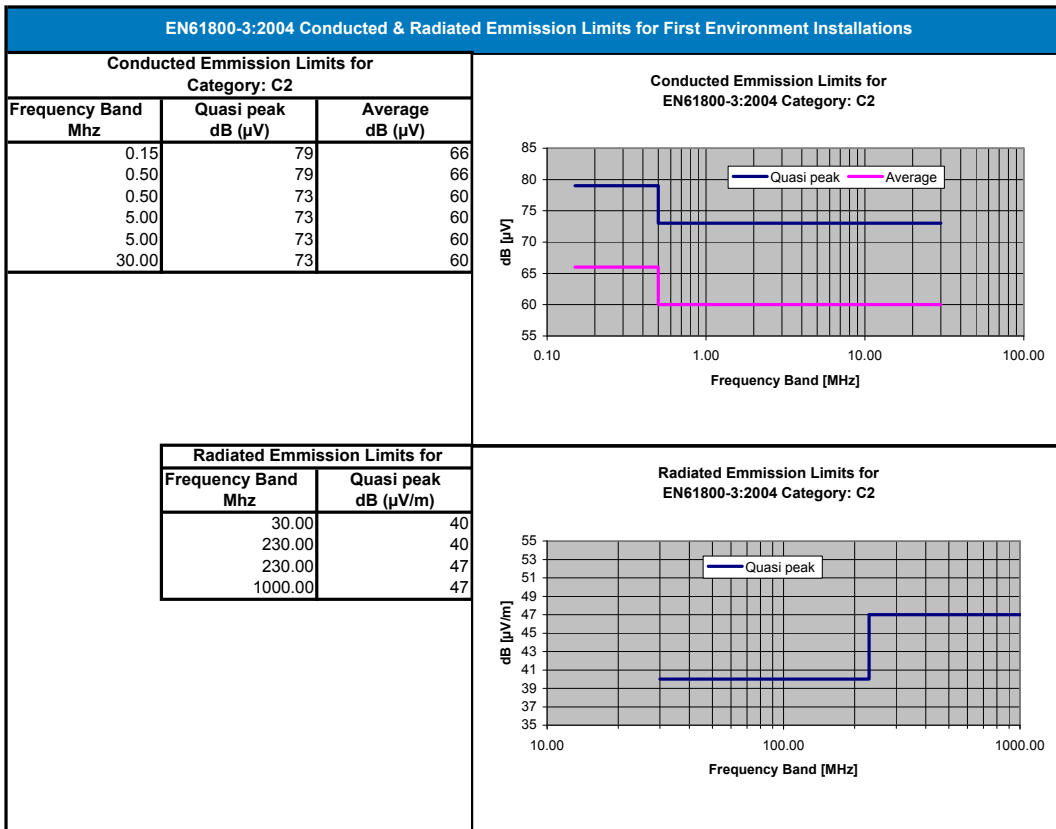 EN61800-3:2004 Conducted & Radiated Emmission Limits for First Environment Installations
Conducted Emmission Limits for
Category: C2
Frequency Band Mhz Quasi peak dB (µV) Average dB (µV)
0.15 79 66
0.50 79 66
0.50 73 60
5.00 73 60
5.00 73 60
30.00 73 60
Conducted Emmission Limits for
EN61800-3:2004 Category: C2
Quasi peak Average
85
80
75
70
65
60
55
dB [µV]
0.10 1.00 10.00 100.00
Frequency Band [MHz]
Radiated Emmission Limits for
Frequency Band Mhz Quasi peak dB (µV/m)
30.00 40
230.00 40
230.00 47
1000.00 47
Radiated Emmission Limits for
EN61800-3:2004 Category: C2
Quasi peak
55
53
51
49
47
45
43
41
39
37
35
dB [µV/m]
10.00 100.00 1000.00
Frequency Band [MHz]